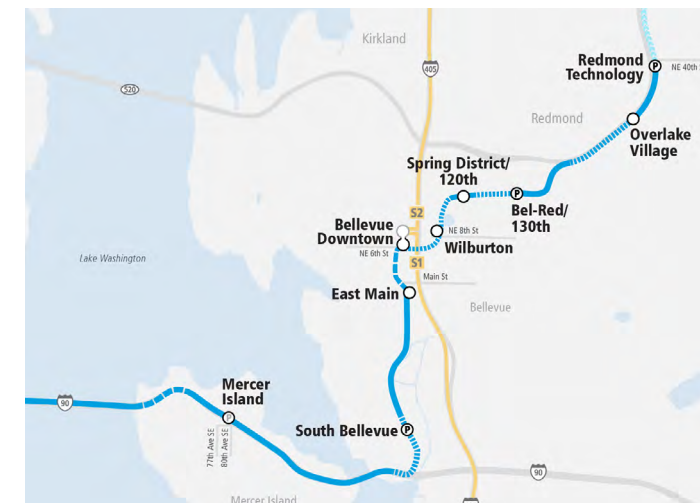 Kirkland
405
Redmond
Technology
P
NE 40th
520
Redmond
Overlake
Village
Spring District/
120th
P
Bel-Red/
130th
S2
Bellevue
Downtown
NE 8th St
Wilburton
NE 6th St
Lake Washington
S1
Main St
East Main
Bellevue
Mercer
Island
90
P
77th Ave SE
80th Ave SE
South Bellevue
P
90
Mercer Island